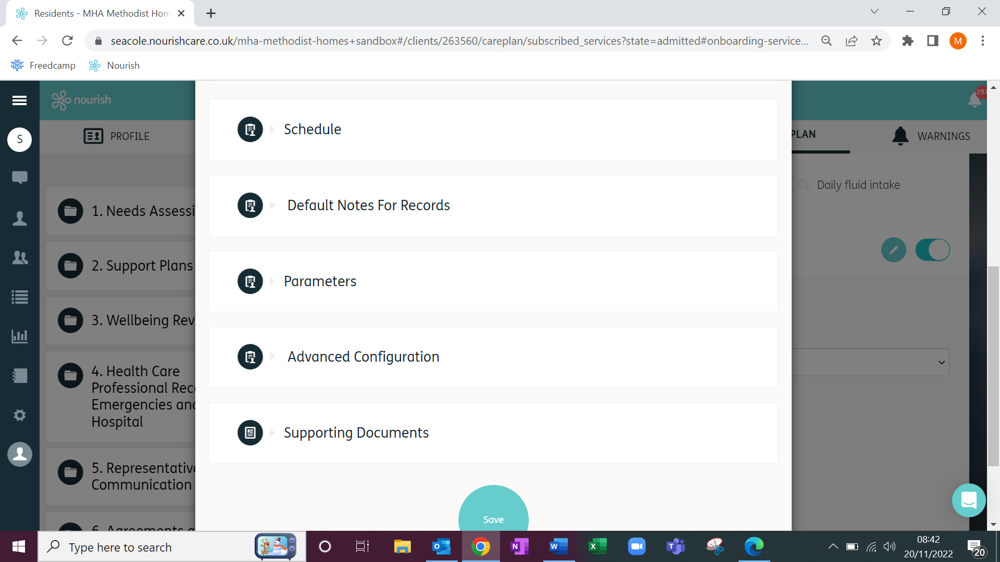 Residents - MHA Methodist Hom
seacole.nourishcare.co.uk/mha-methodist-homes+sandbox#/clients/263560/careplan/subscribed_services?state=admitted#onboarding-service...
M
Freedcamp
Nourish
nourish
297
S
PROFILE
PLAN
WARNINGS
Schedule
Daily fluid intake
1. Needs Assessi
Default Notes For Records
2. Support Plans
Parameters
3. Wellbeing Rev
4. Health Care
Professional Rec
Emergencies and
Hospital
Advanced Configuration
Supporting Documents
5. Representative
Communication
6. Agreements a
Save
Type here to search
08:42
20/11/2022
20